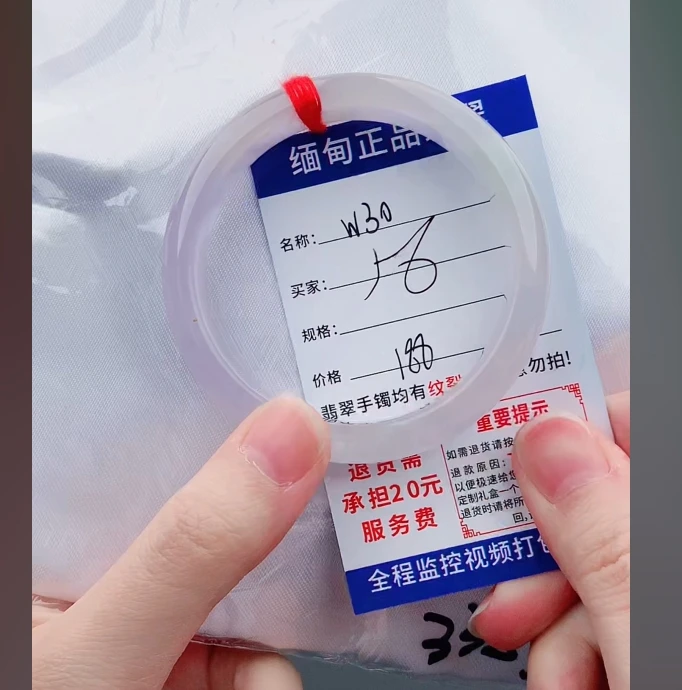 缅甸正品
名称: W30
买家: 56
规格:
价格 188
翡翠手镯均有纹裂
勿拍!
重要提示
退货需
承担20元
服务费
如需退货请按
退款原因:
以便极速给您
定制礼盒一个
退货时请将所
回,
全程监控视频打包